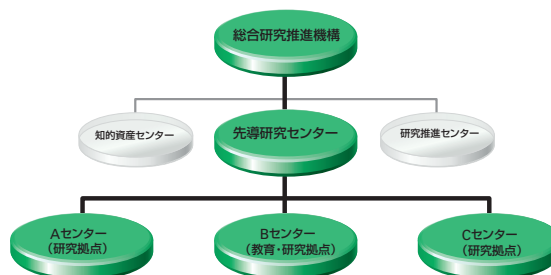 総合研究推進機構
知的資産センター
先導研究センター
研究推進センター
Aセンター
（研究拠点）
Bセンター
（教育・研究拠点）
Cセンター
（研究拠点）